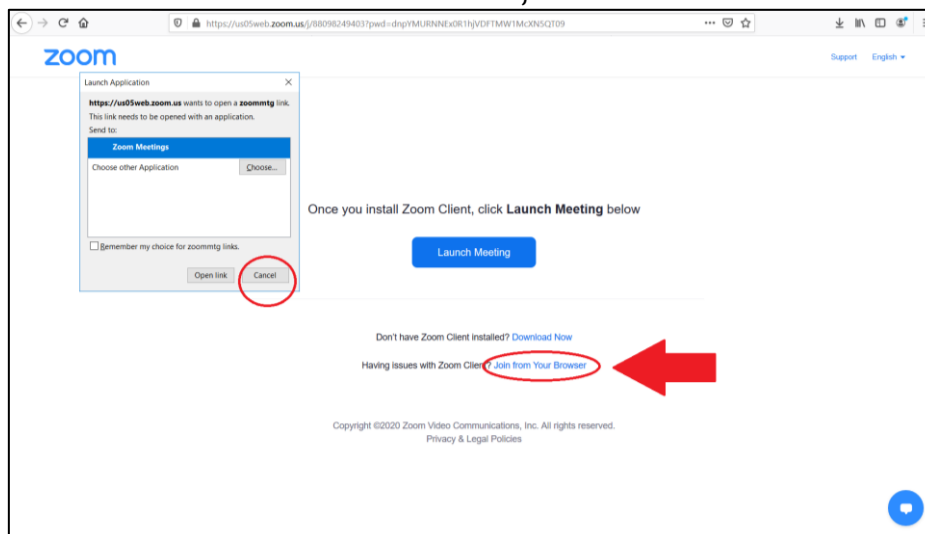 https://us05web.zoom.us/j/88098249403?pwd=dnpYMURNNEx0R1hjVDFTMW1McXN5QT09
zoom
Support English
Launch Application
https://us05web.zoom.us wants to open a zoommtg link.
This link needs to be opened with an application.
Send to:
Zoom Meetings
Choose other Application Choose...
Remember my choice for zoommtg links.
Open link Cancel
Once you install Zoom Client, click Launch Meeting below
Launch Meeting
Don't have Zoom Client installed? Download Now
Having issues with Zoom Client? Join from Your Browser
Copyright ©2020 Zoom Video Communications, Inc. All rights reserved.
Privacy & Legal Policies